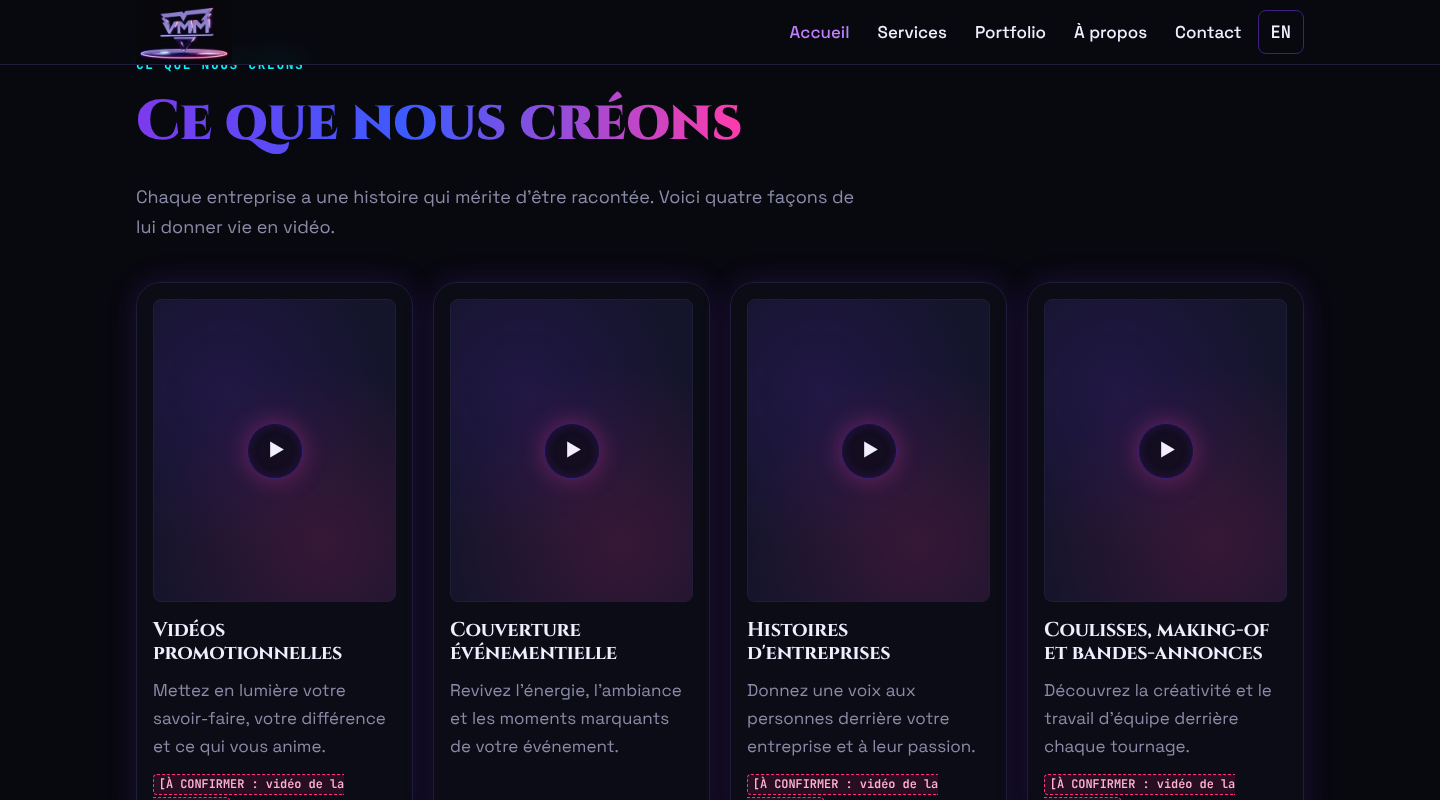 VMM
Accueil Services Portfolio À propos Contact EN
CE QUE NOUS CRÉONS
Ce que nous créons
Chaque entreprise a une histoire qui mérite d'être racontée. Voici quatre façons de
lui donner vie en vidéo.
Vidéos
promotionnelles
Mettez en lumière votre
savoir-faire, votre différence
et ce qui vous anime.
[À CONFIRMER : vidéo de la
Couverture
événementielle
Revivez l'énergie, l'ambiance
et les moments marquants
de votre événement.
Histoires
d'entreprises
Donnez une voix aux
personnes derrière votre
entreprise et à leur passion.
[À CONFIRMER : vidéo de la
Coulisses, making-of
et bandes-annonces
Découvrez la créativité et le
travail d'équipe derrière
chaque tournage.
[À CONFIRMER : vidéo de la